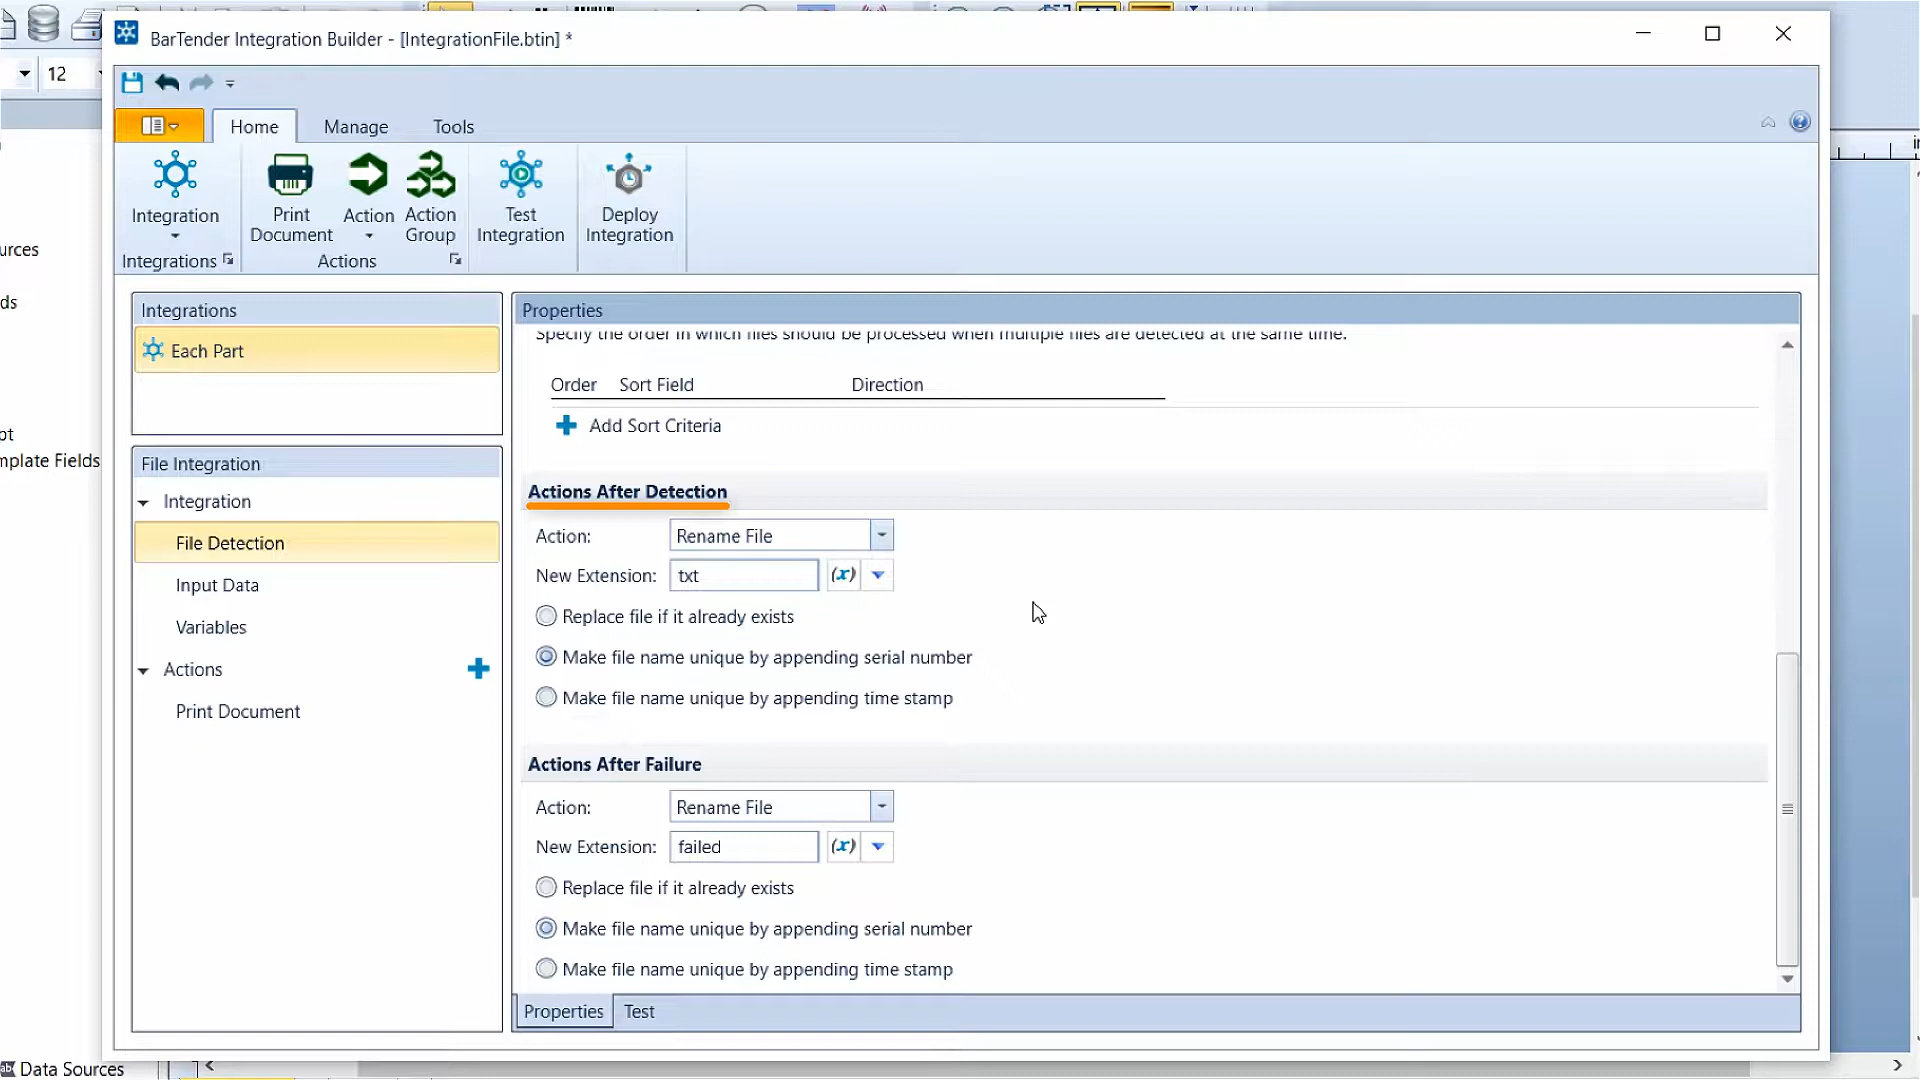 BarTender Integration Builder - [IntegrationFile.btin] *
12
Home Manage Tools
Integration
Print Document
Action
Action Group
Test Integration
Deploy Integration
Integrations
Actions
urces
ds
pt
mplate Fields
Integrations
Each Part
File Integration
Integration
File Detection
Input Data
Variables
Actions
Print Document
Properties
Specify the order in which files should be processed when multiple files are detected at the same time.
Order Sort Field Direction
Add Sort Criteria
Actions After Detection
Action: Rename File
New Extension: txt (x)
Replace file if it already exists
Make file name unique by appending serial number
Make file name unique by appending time stamp
Actions After Failure
Action: Rename File
New Extension: failed (x)
Replace file if it already exists
Make file name unique by appending serial number
Make file name unique by appending time stamp
Properties Test
Data Sources